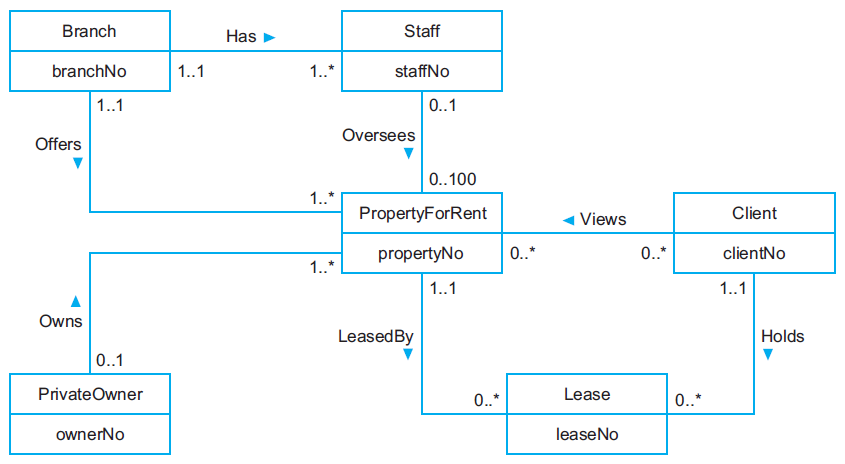 Branch
Has
Staff
branchNo
1..1
1..*
staffNo
1..1
0..1
Offers
Oversees
1..*
0..100
PropertyForRent
Views
Client
propertyNo
0..*
0..*
clientNo
1..*
1..1
1..1
Owns
LeasedBy
Holds
0..1
PrivateOwner
0..*
Lease
0..*
ownerNo
leaseNo